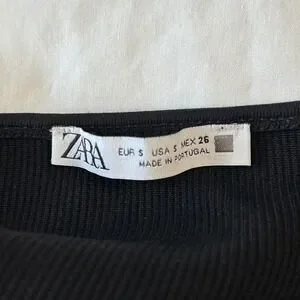 ZARA
EUR S USA S MEX 26
MADE IN PORTUGAL